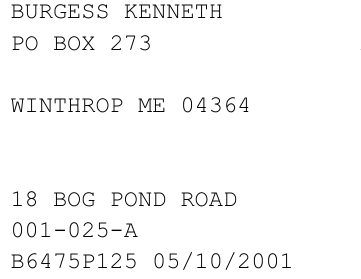 BURGESS KENNETH
PO BOX 273
WINTHROP ME 04364
18 BOG POND ROAD
001-025-A
B6475P125 05/10/2001